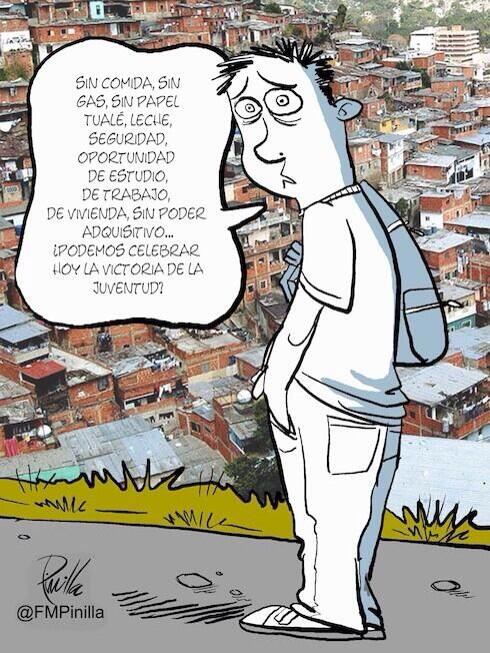 SIN COMIDA, SIN
GAS, SIN PAPEL
TUALÉ, LECHE,
SEGURIDAD,
OPORTUNIDAD
DE ESTUDIO,
DE TRABAJO,
DE VIVIENDA, SIN PODER
ADQUISITIVO...
¿PODEMOS CELEBRAR
HOY LA VICTORIA DE LA
JUVENTUD?
Pinilla
@FMPinilla